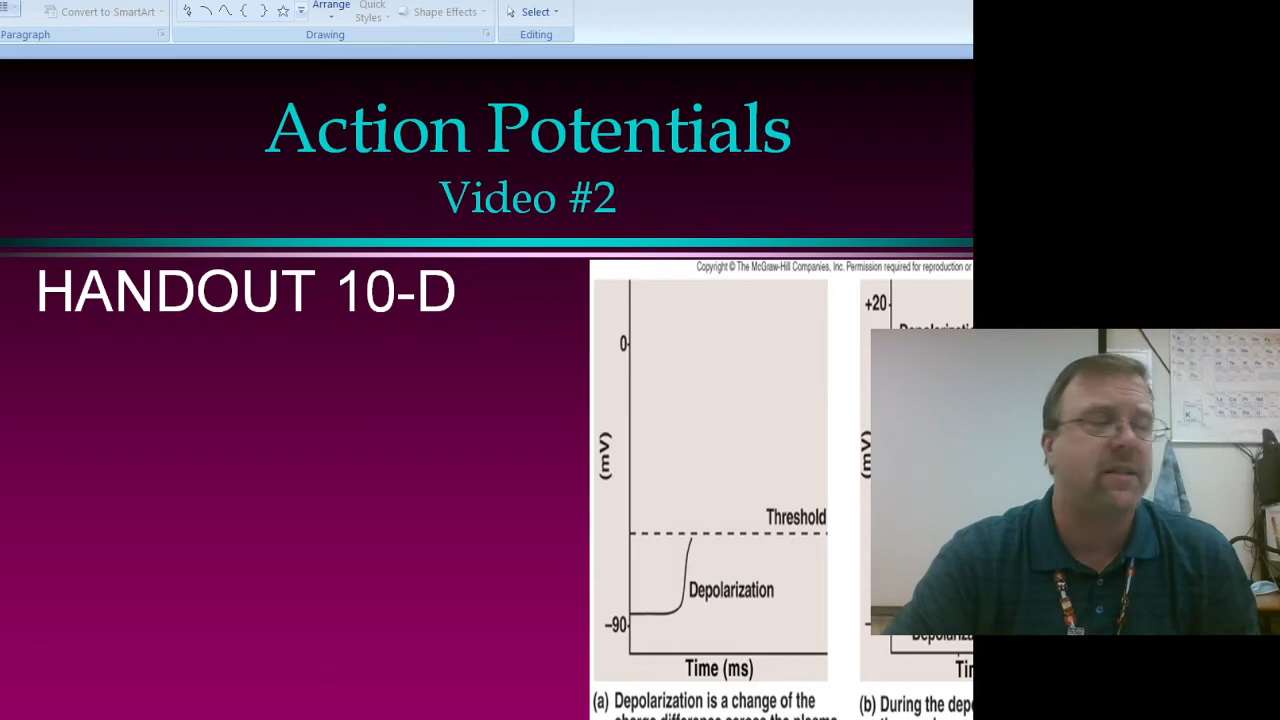 Convert to SmartArt
Arrange
Quick
Styles
Shape Effects
Select
Paragraph
Drawing
Editing
Action Potentials
Video #2
HANDOUT 10-D
Copyright © The McGraw-Hill Companies, Inc. Permission required for reproduction or
0
(mV)
Threshold
Depolarization
–90
Time (ms)
(a) Depolarization is a change of the
+20
(mV)
(b) During the
K